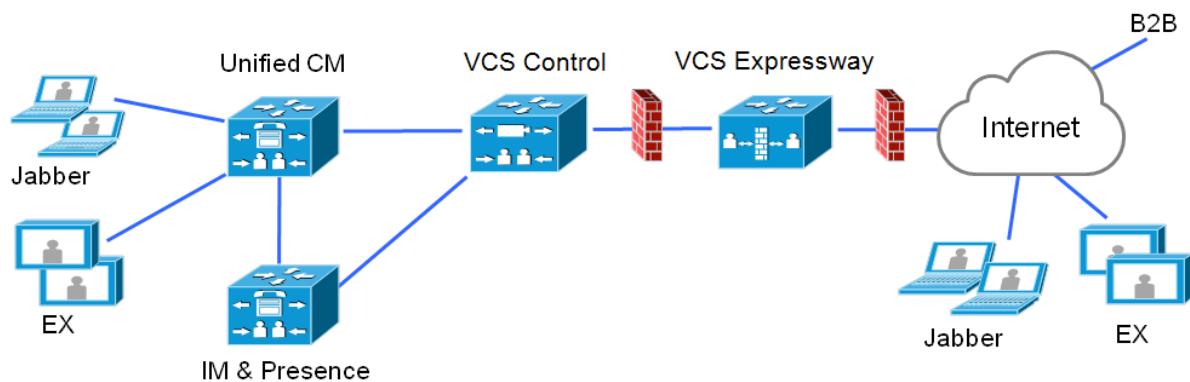 B2B
Unified CM
VCS Control
VCS Expressway
Internet
Jabber
EX
IM & Presence
Jabber
EX